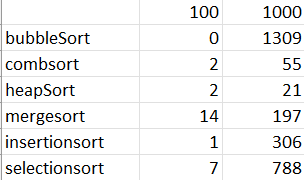 100 1000
bubbleSort 0 1309
combsort 2 55
heapSort 2 21
mergesort 14 197
insertionsort 1 306
selectionsort 7 788